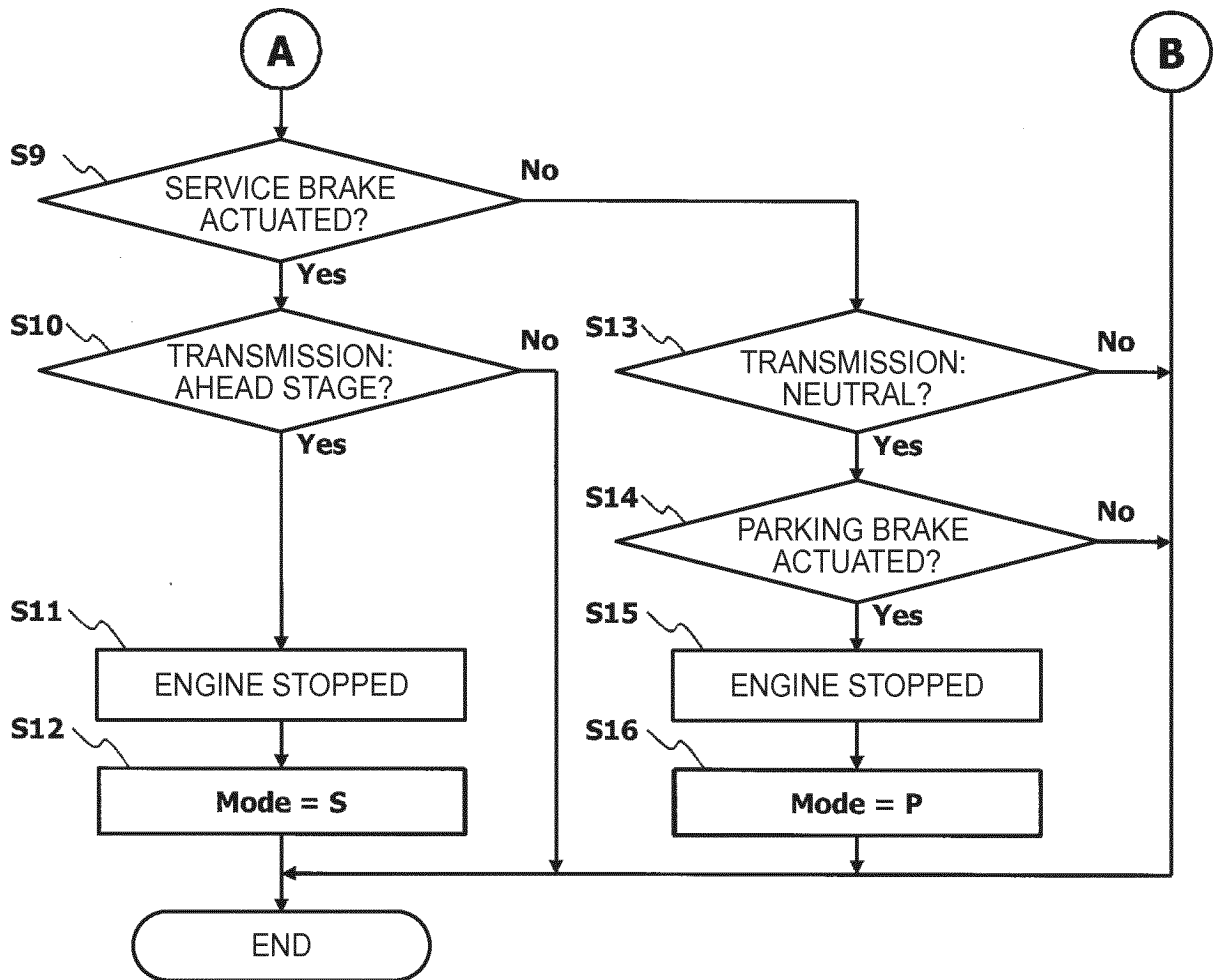 A
B
S9
SERVICE BRAKE
ACTUATED?
No
Yes
S10
TRANSMISSION:
AHEAD STAGE?
No
Yes
S13
TRANSMISSION:
NEUTRAL?
No
Yes
S14
PARKING BRAKE
ACTUATED?
No
Yes
S11
ENGINE STOPPED
S15
ENGINE STOPPED
S12
Mode = S
S16
Mode = P
END